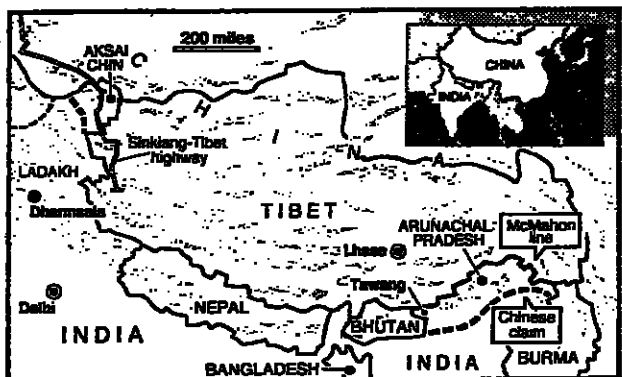 AKSAI
CHIN
200 miles
CHINA
INDIA
C H I N A
Sinkiang-Tibet
highway
LADAKH
Dharmsala
TIBET
Lhasa
ARUNACHAL-
PRADESH
McMahon
line
Tawang
Delhi
NEPAL
BHUTAN
Chinese
claim
INDIA
BANGLADESH
INDIA
BURMA